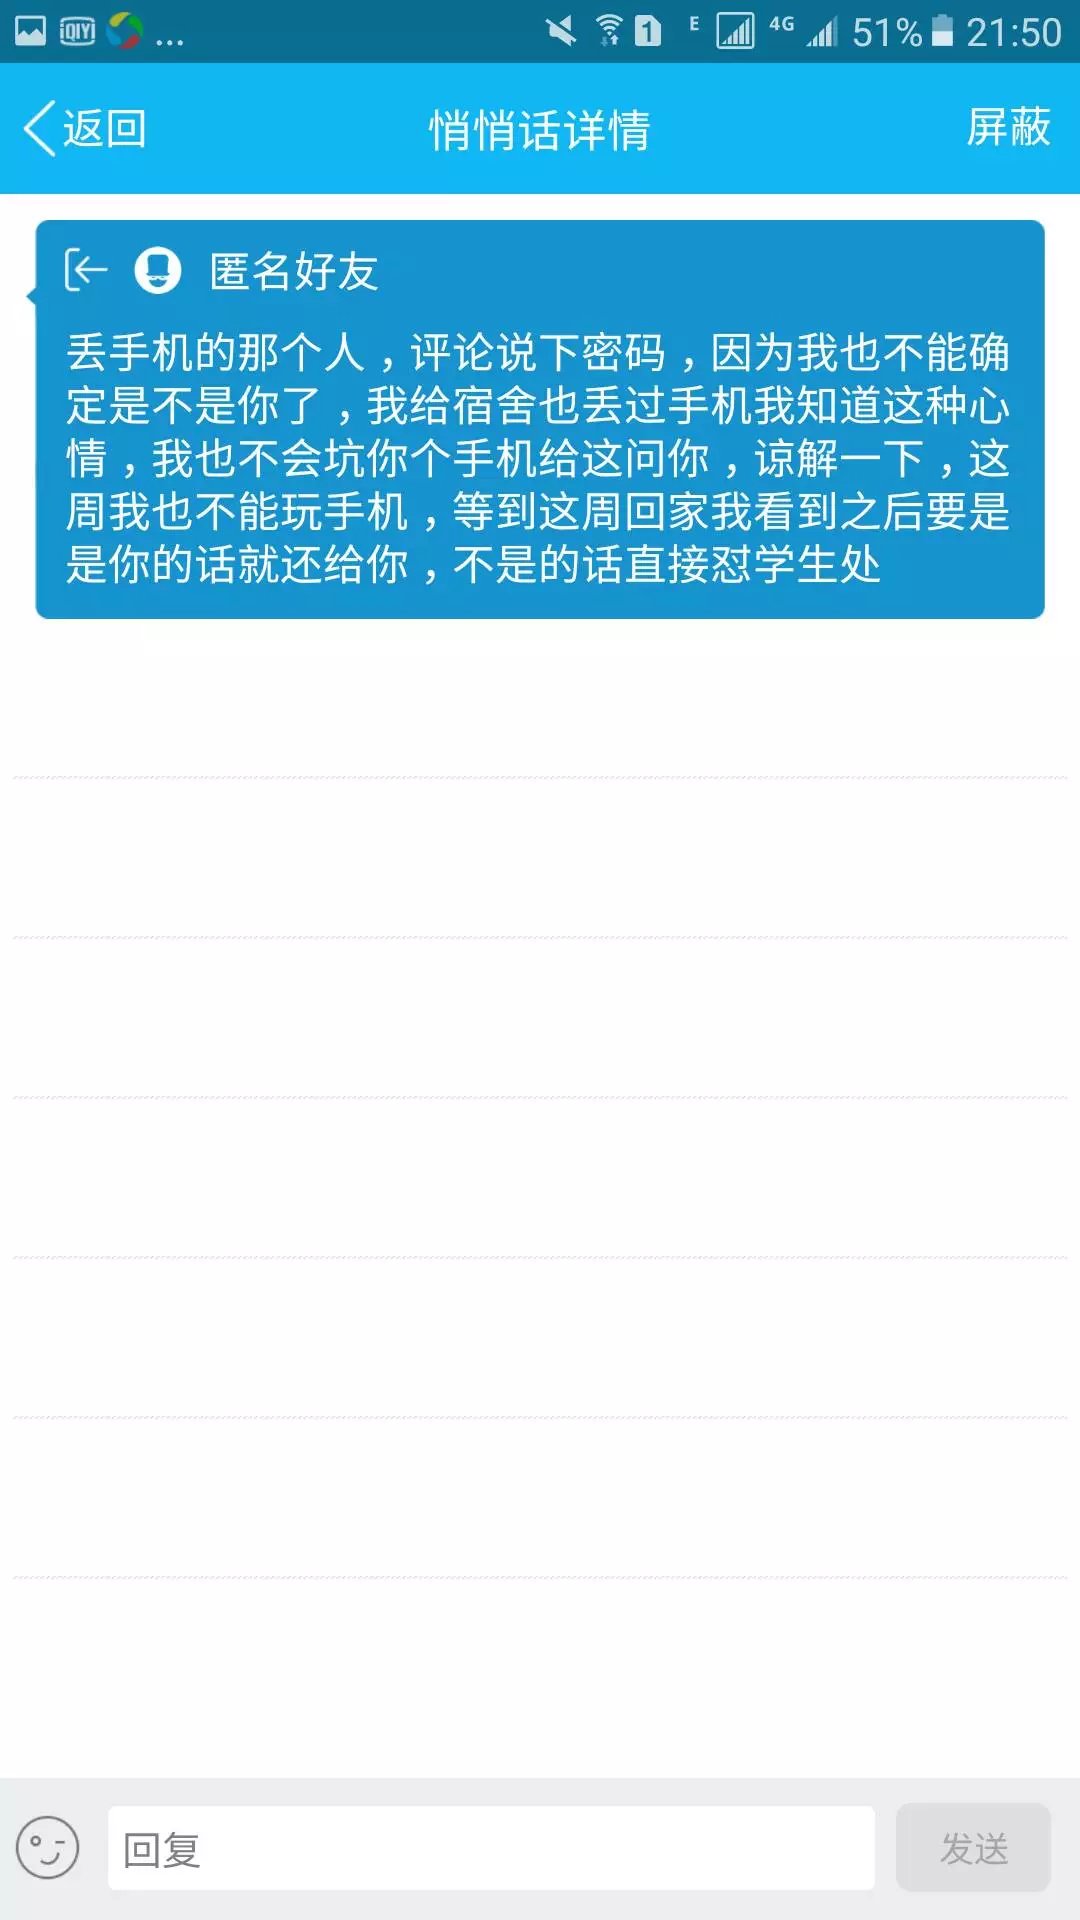 iQIYI ... 1 E 4G 51% 21:50
返回 悄悄话详情 屏蔽
匿名好友
丢手机的那个人，评论说下密码，因为我也不能确
定是不是你了，我给宿舍也丢过手机我知道这种心
情，我也不会坑你个手机给这问你，谅解一下，这
周我也不能玩手机，等到这周回家我看到之后要是
是你的话就还给你，不是的话直接怼学生处
回复 发送